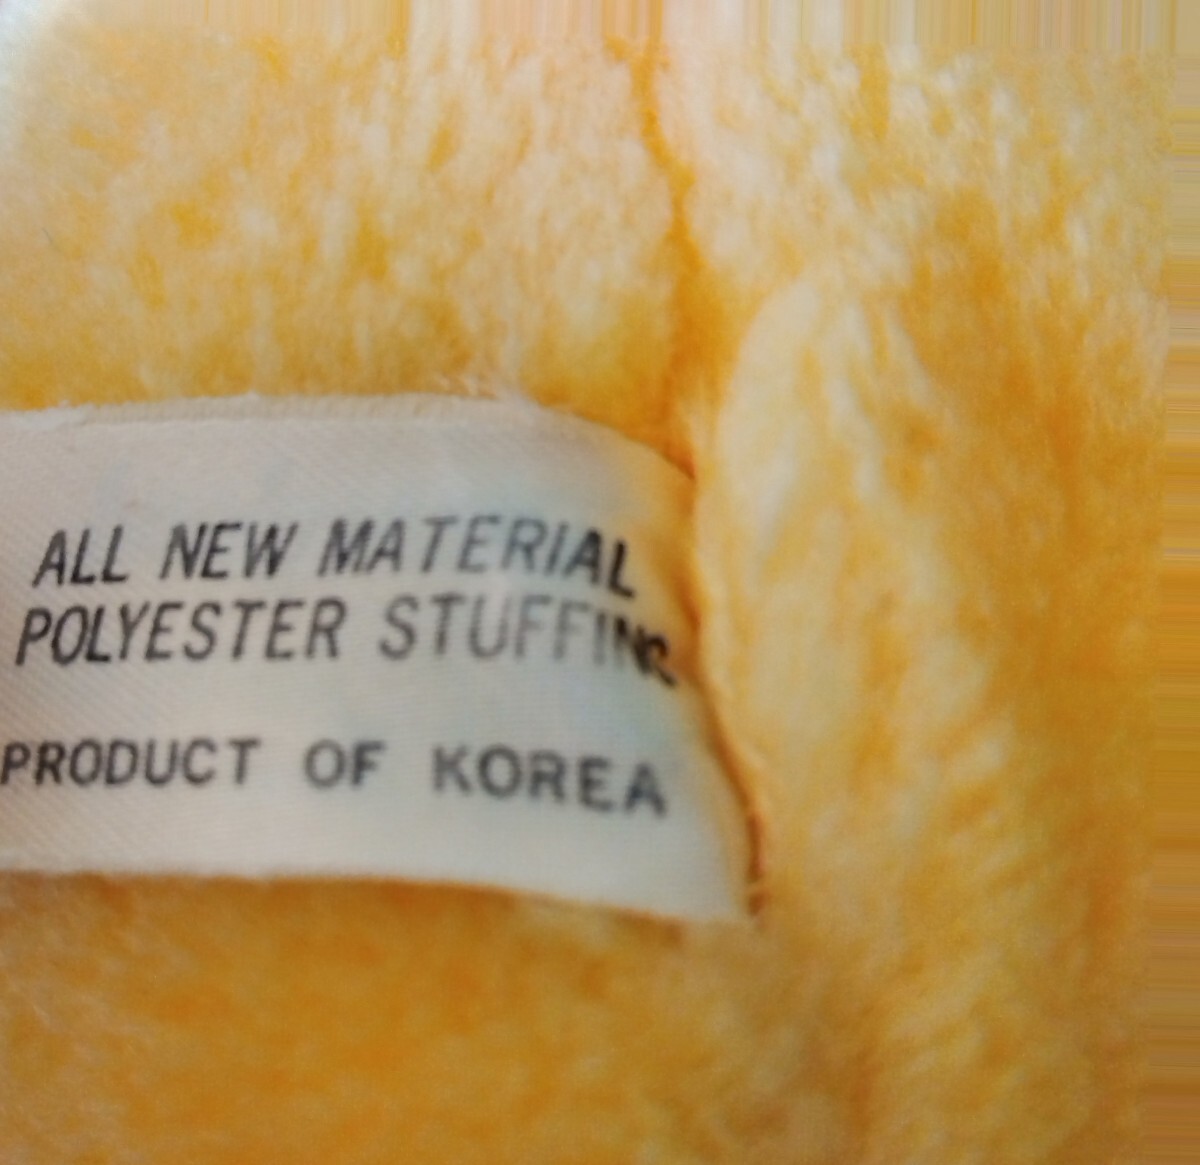 ALL NEW MATERIAL
POLYESTER STUFFING
PRODUCT OF KOREA